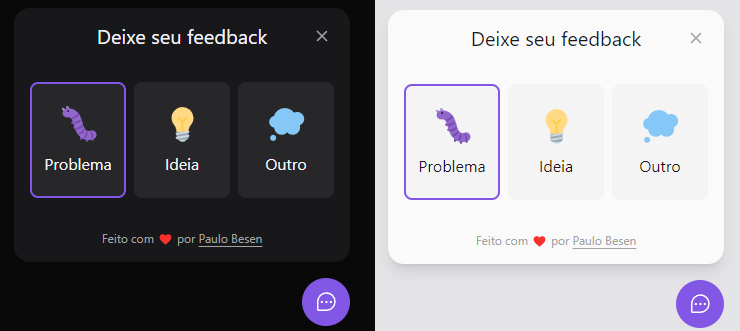 Deixe seu feedback
Problema
Ideia
Outro
Feito com ❤️ por Paulo Besen
Deixe seu feedback
Problema
Ideia
Outro
Feito com ❤️ por Paulo Besen